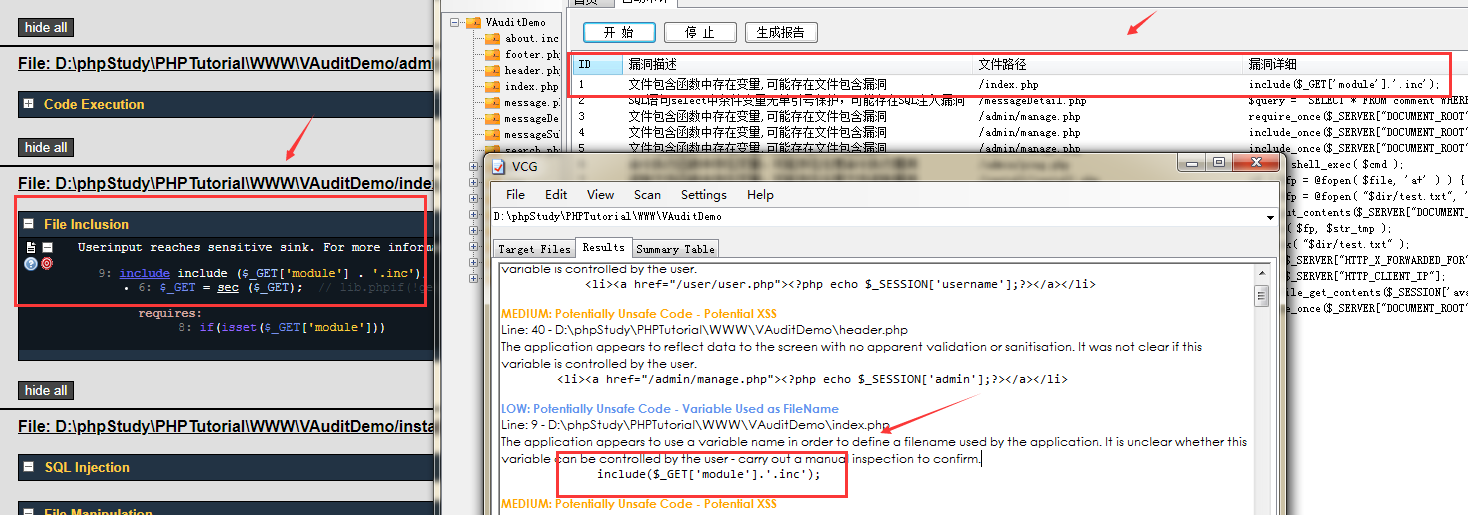 hide all
File: D:\phpStudy\PHPTutorial\WWW\VAuditDemo/adm
Code Execution
hide all
File: D:\phpStudy\PHPTutorial\WWW\VAuditDemo/inde
File Inclusion
Userinput reaches sensitive sink. For more informa
9: include include ($_GET['module'] . '.inc')
• 6: $_GET = sec ($_GET); // lib.phpif(!ge
requires:
8: if(isset($_GET['module']))
hide all
File: D:\phpStudy\PHPTutorial\WWW\VAuditDemo/insta
SQL Injection
File Manipulation
VAuditDemo
about.inc
footer.ph
header.ph
index.php
message.pl
messageDe
messageSul
search.php
开 始
停 止
生成报告
ID 漏洞描述 文件路径 漏洞详细
1 文件包含函数中存在变量,可能存在文件包含漏洞 /index.php include($_GET['module'].'.inc');
2 SQL语句select中条件变量无单引号保护，可能存在SQL注入漏洞 /messageDetail.php $query = "SELECT * FROM comment WHERE
3 文件包含函数中存在变量,可能存在文件包含漏洞 /admin/manage.php require_once($_SERVER["DOCUMENT_ROOT"
4 文件包含函数中存在变量,可能存在文件包含漏洞 /admin/manage.php include_once($_SERVER["DOCUMENT_ROOT"
5 文件包含函数中存在变量,可能存在文件包含漏洞 /admin/manage.php include_once($_SERVER["DOCUMENT_ROOT"
shell_exec( $cmd );
fp = @fopen( $file, 'a+' ) ) {
fp = @fopen( "$dir/test.txt", '
t_contents($_SERVER["DOCUMENT_
( $fp, $str_tmp );
k( "$dir/test.txt" );
$_SERVER["HTTP_X_FORWARDED_FOR"
$_SERVER["HTTP_CLIENT_IP"];
ile_get_contents($_SESSION['ava
e_once($_SERVER["DOCUMENT_ROOT"
VCG
File Edit View Scan Settings Help
D:\phpStudy\PHPTutorial\WWW\VAuditDemo
Target Files Results Summary Table
variable is controlled by the user.
<li><a href="/user/user.php"><?php echo $_SESSION['username'];?></a></li>
MEDIUM: Potentially Unsafe Code - Potential XSS
Line: 40 - D:\phpStudy\PHPTutorial\WWW\VAuditDemo\header.php
The application appears to reflect data to the screen with no apparent validation or sanitisation. It was not clear if this
variable is controlled by the user.
<li><a href="/admin/manage.php"><?php echo $_SESSION['admin'];?></a></li>
LOW: Potentially Unsafe Code - Variable Used as FileName
Line: 9 - D:\phpStudy\PHPTutorial\WWW\VAuditDemo\index.php
The application appears to use a variable name in order to define a filename used by the application. It is unclear whether this
variable can be controlled by the user - carry out a manual inspection to confirm.
include($_GET['module'].'.inc');
MEDIUM: Potentially Unsafe Code - Potential XSS